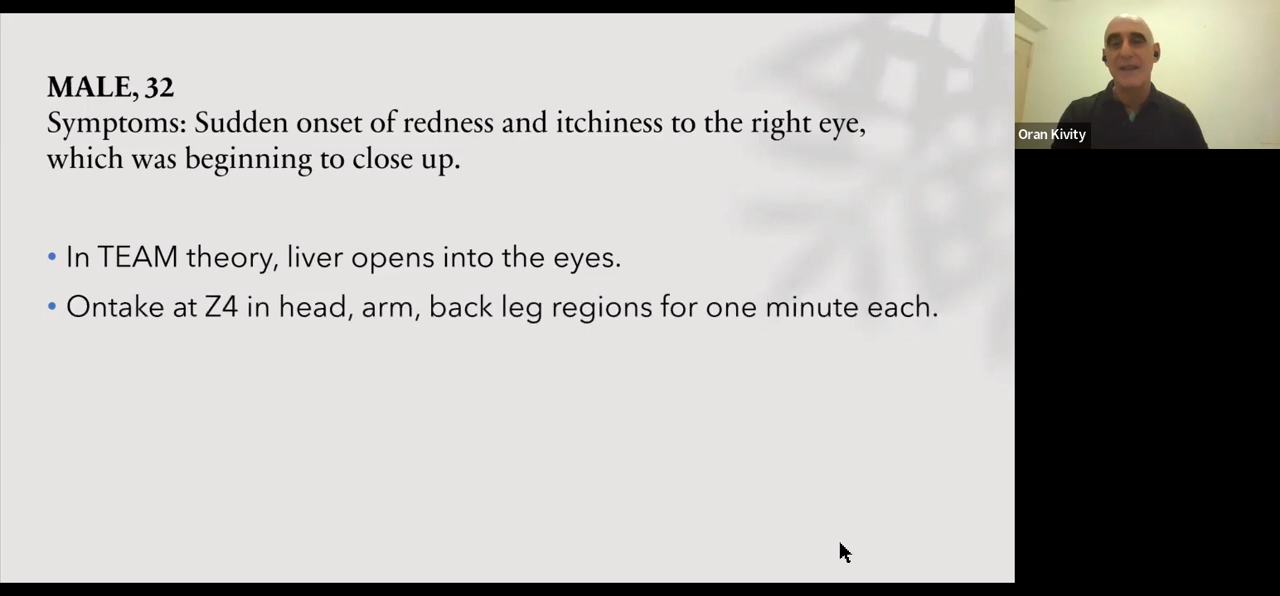 MALE, 32
Symptoms: Sudden onset of redness and itchiness to the right eye,
which was beginning to close up.
• In TEAM theory, liver opens into the eyes.
• Ontake at Z4 in head, arm, back leg regions for one minute each.
Oran Kivity